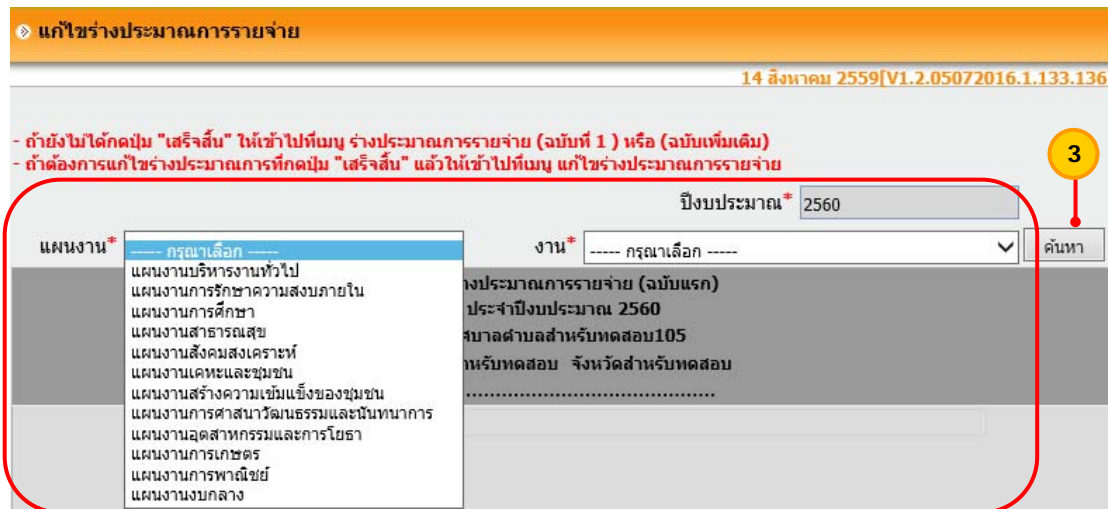 แก้ไขร่างประมาณการรายจ่าย
14 สิงหาคม 2559[V1.2.05072016.1.133.136
- ถ้ายังไม่ได้กดปุ่ม "เสร็จสิ้น" ให้เข้าไปที่เมนู ร่างประมาณการรายจ่าย (ฉบับที่ 1 ) หรือ (ฉบับเพิ่มเติม)
- ถ้าต้องการแก้ไขร่างประมาณการที่กดปุ่ม "เสร็จสิ้น" แล้วให้เข้าไปที่เมนู แก้ไขร่างประมาณการรายจ่าย
3
ปีงบประมาณ* 2560
แผนงาน* ----- กรุณาเลือก ----- งาน* ----- กรุณาเลือก ----- ค้นหา
แผนงานบริหารงานทั่วไป
แผนงานการรักษาความสงบภายใน
แผนงานการศึกษา
แผนงานสาธารณสุข
แผนงานสังคมสงเคราะห์
แผนงานเคหะและชุมชน
แผนงานสร้างความเข้มแข็งของชุมชน
แผนงานการศาสนาวัฒนธรรมและนันทนาการ
แผนงานอุตสาหกรรมและการโยธา
แผนงานการเกษตร
แผนงานการพาณิชย์
แผนงานงบกลาง
างประมาณการรายจ่าย (ฉบับแรก)
ประจำปีงบประมาณ 2560
ศบาลตำบลสำหรับทดสอบ105
หรับทดสอบ จังหวัดสำหรับทดสอบ
..........................................